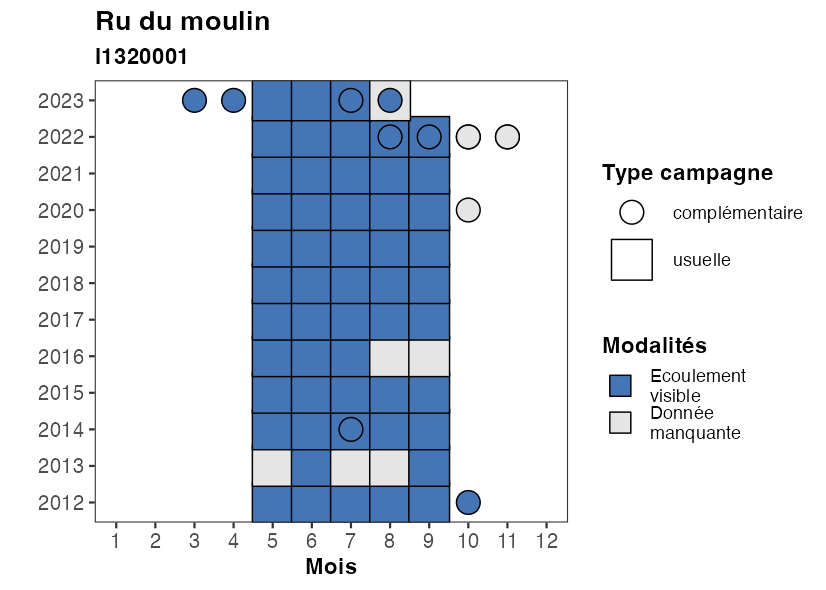 Ru du moulin
I1320001
2023
2022
2021
2020
2019
2018
2017
2016
2015
2014
2013
2012
1 2 3 4 5 6 7 8 9 10 11 12
Mois
Type campagne
complémentaire
usuelle
Modalités
Ecoulement
visible
Donnée
manquante